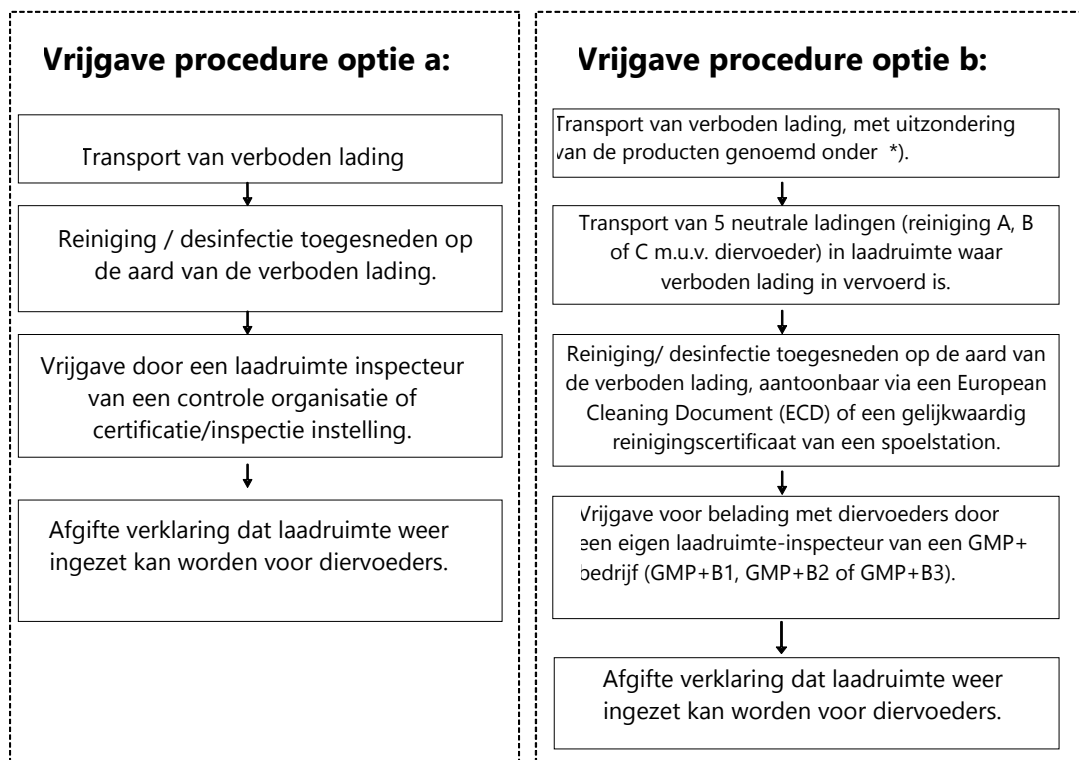 Vrijgave procedure optie a:
Transport van verboden lading
Reiniging / desinfectie toegesneden op
de aard van de verboden lading.
Vrijgave door een laadruimte inspecteur
van een controle organisatie of
certificatie/inspectie instelling.
Afgifte verklaring dat laadruimte weer
ingezet kan worden voor diervoeders.
Vrijgave procedure optie b:
Transport van verboden lading, met uitzondering
van de producten genoemd onder *).
Transport van 5 neutrale ladingen (reiniging A, B
of C m.u.v. diervoeder) in laadruimte waar
verboden lading in vervoerd is.
Reiniging/ desinfectie toegesneden op de aard van
de verboden lading, aantoonbaar via een European
Cleaning Document (ECD) of een gelijkwaardig
reinigingscertificaat van een spoelstation.
Vrijgave voor belading met diervoeders door
een eigen laadruimte-inspecteur van een GMP+
bedrijf (GMP+B1, GMP+B2 of GMP+B3).
Afgifte verklaring dat laadruimte weer
ingezet kan worden voor diervoeders.